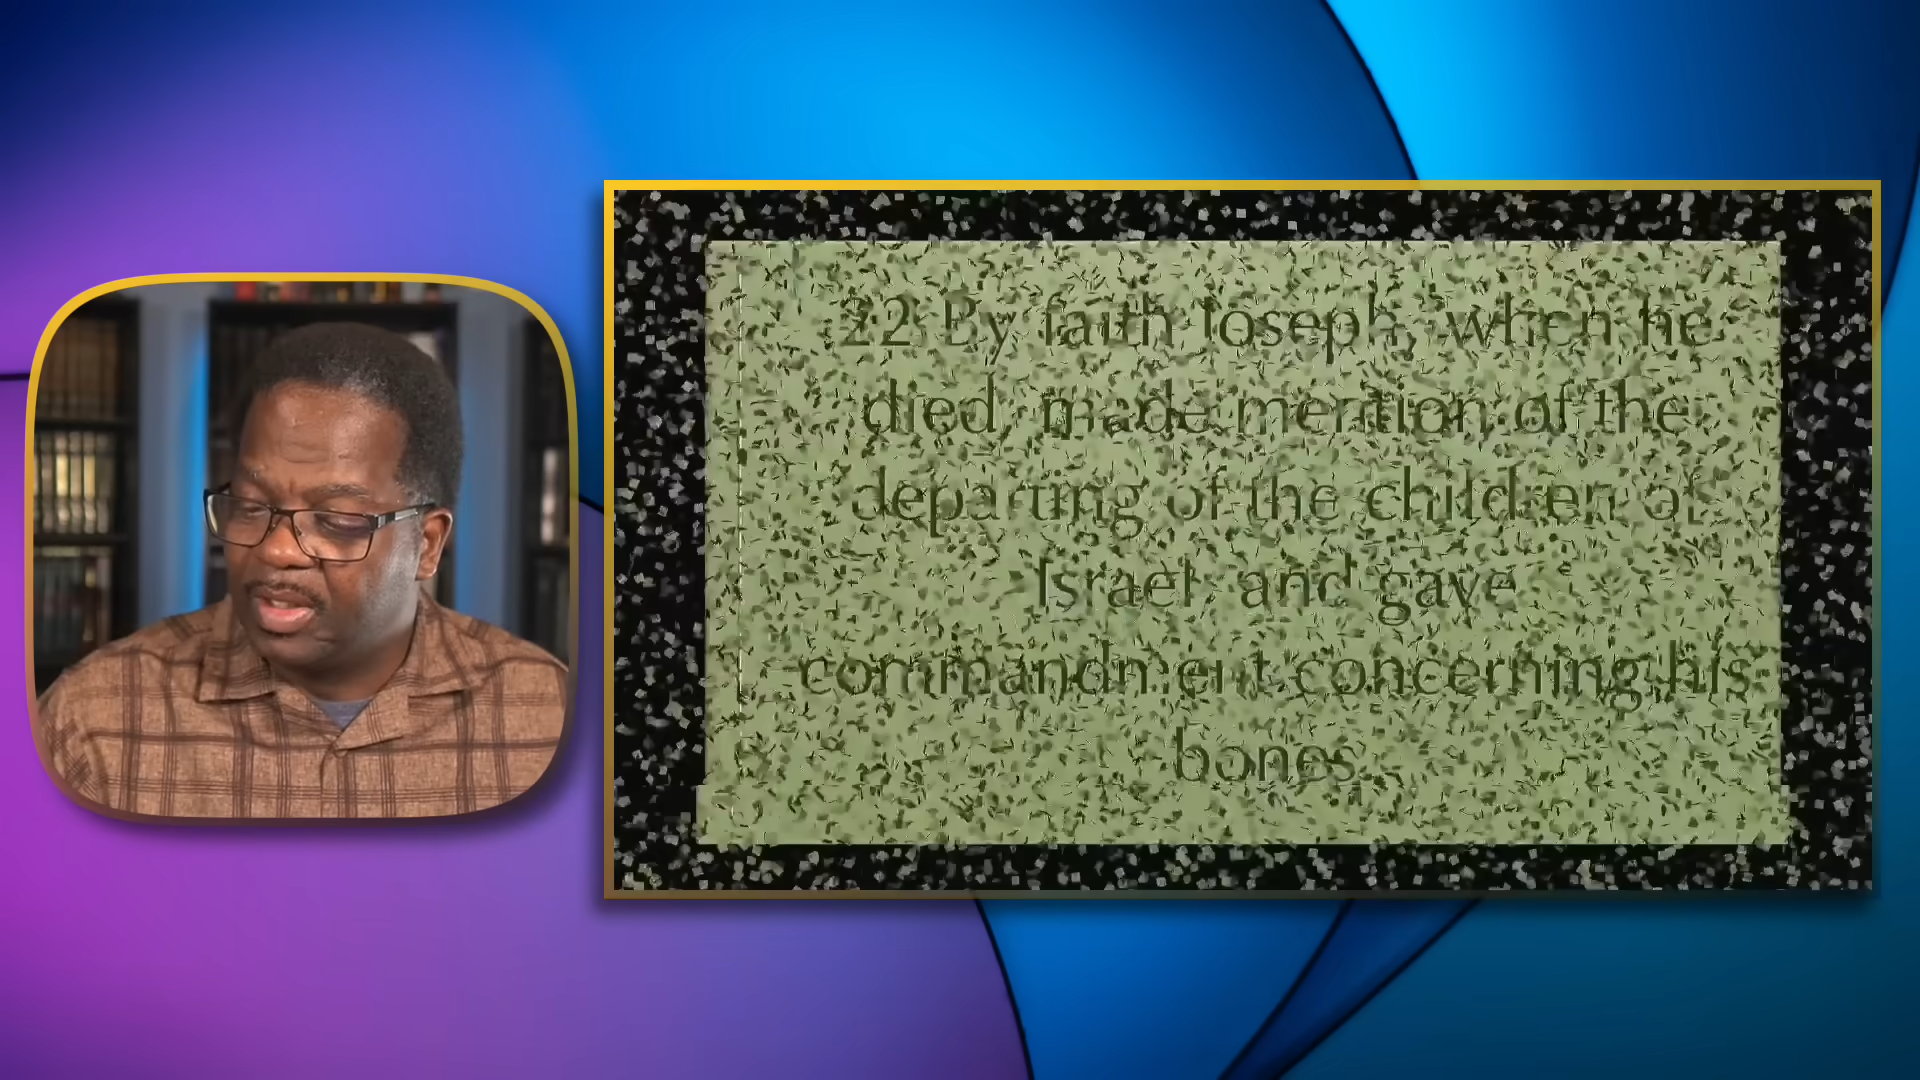 22 By faith Joseph, when he
died, made mention of the
departing of the children of
Israel; and gave
commandment concerning his
bones.